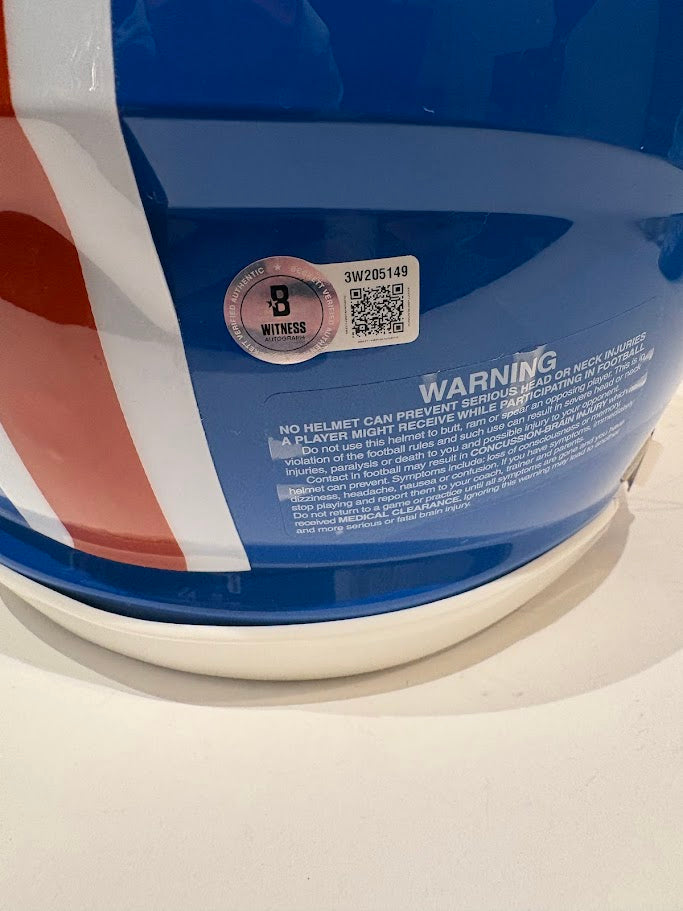 BECKETT VERIFIED AUTHENTIC
B
WITNESS
AUTOGRAPH
3W205149
WARNING
NO HELMET CAN PREVENT SERIOUS HEAD OR NECK INJURIES
A PLAYER MIGHT RECEIVE WHILE PARTICIPATING IN FOOTBALL
Do not use this helmet to butt, ram or spear an opposing player. This is in
violation of the football rules and such use can result in severe head or neck
injuries, paralysis or death to you and possible injury to your opponent.
Contact in football may result in CONCUSSION-BRAIN INJURY which no
helmet can prevent. Symptoms include: loss of consciousness or memory,
dizziness, headache, nausea or confusion. If you have symptoms, immediately
stop playing and report them to your coach, trainer and parents.
Do not return to a game or practice until all symptoms are gone and you have
received MEDICAL CLEARANCE. Ignoring this warning may lead to another
and more serious or fatal brain injury.